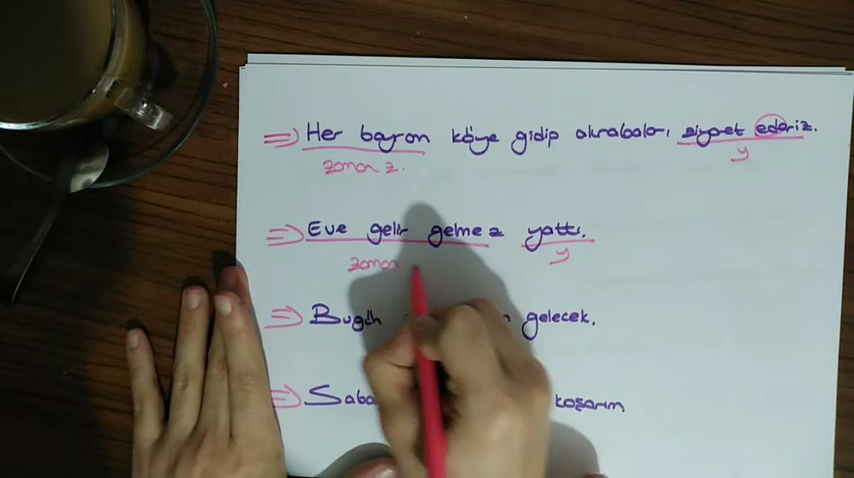 ⇒ Her bayram köye gidip akrabaları ziyaret ederiz.
zaman z. y
⇒ Eve gelir gelmez yattı.
zaman y
⇒ Bugün gelecek.
⇒ koşarım